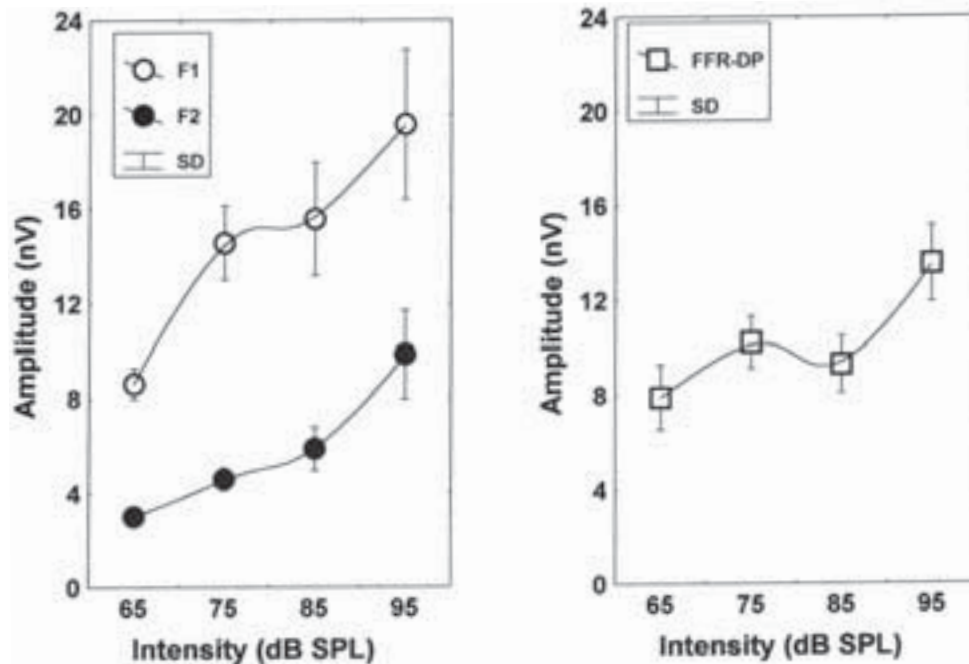 24
20
16
12
8
4
0
Amplitude (nV)
F1
F2
SD
65 75 85 95
Intensity (dB SPL)
24
20
16
12
8
4
0
Amplitude (nV)
FFR-DP
SD
65 75 85 95
Intensity (dB SPL)